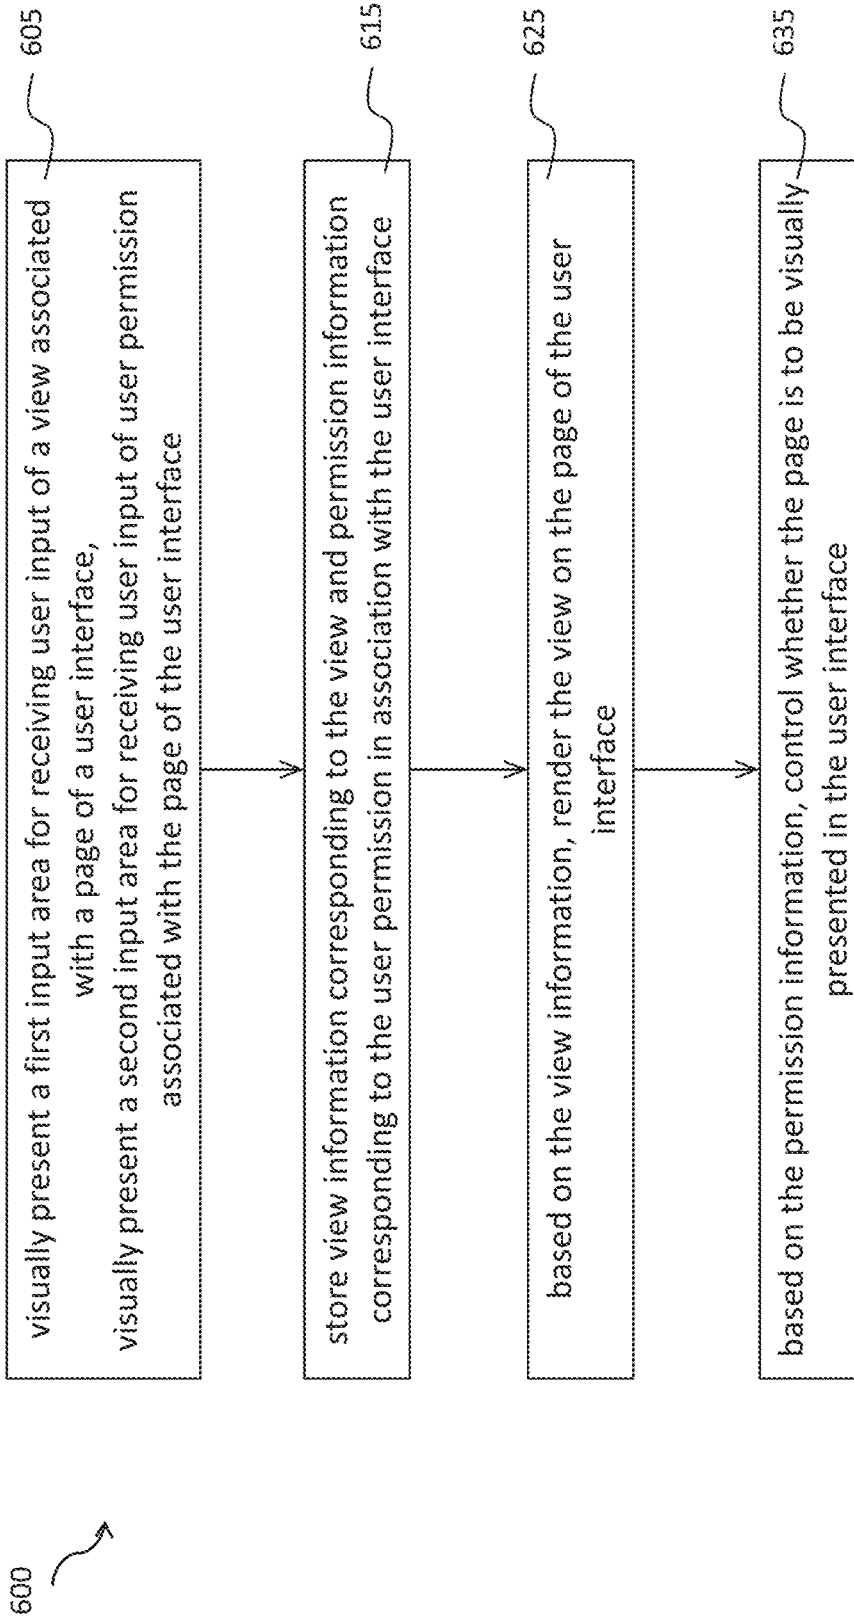 600
visually present a first input area for receiving user input of a view associated
with a page of a user interface,
visually present a second input area for receiving user input of user permission
associated with the page of the user interface
605
store view information corresponding to the view and permission information
corresponding to the user permission in association with the user interface
615
based on the view information, render the view on the page of the user
interface
625
based on the permission information, control whether the page is to be visually
presented in the user interface
635